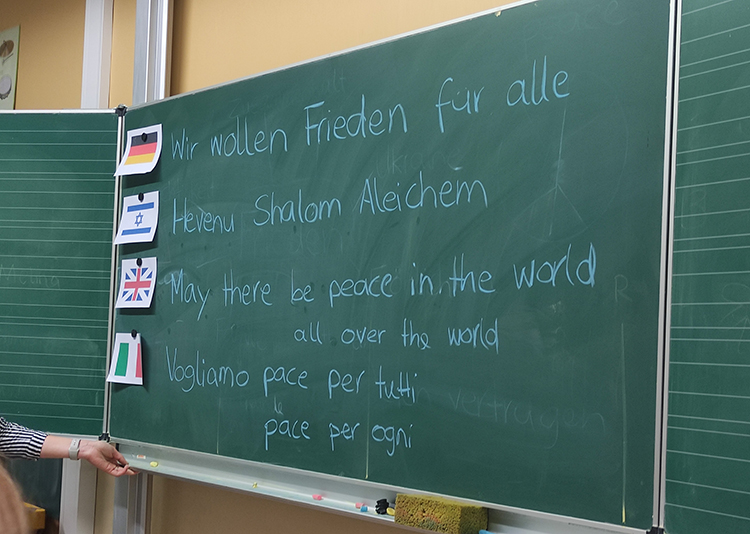 Wir wollen Frieden für alle
Hevenu Shalom Aleichem
May there be peace in the world
all over the world
Vogliamo pace per tutti
pace per ogni
vertragen